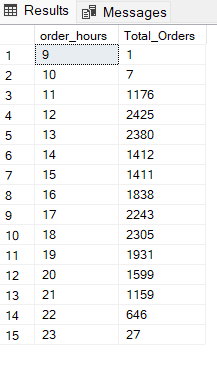 Results Messages
order_hours Total_Orders
1 9 1
2 10 7
3 11 1176
4 12 2425
5 13 2380
6 14 1412
7 15 1411
8 16 1838
9 17 2243
10 18 2305
11 19 1931
12 20 1599
13 21 1159
14 22 646
15 23 27